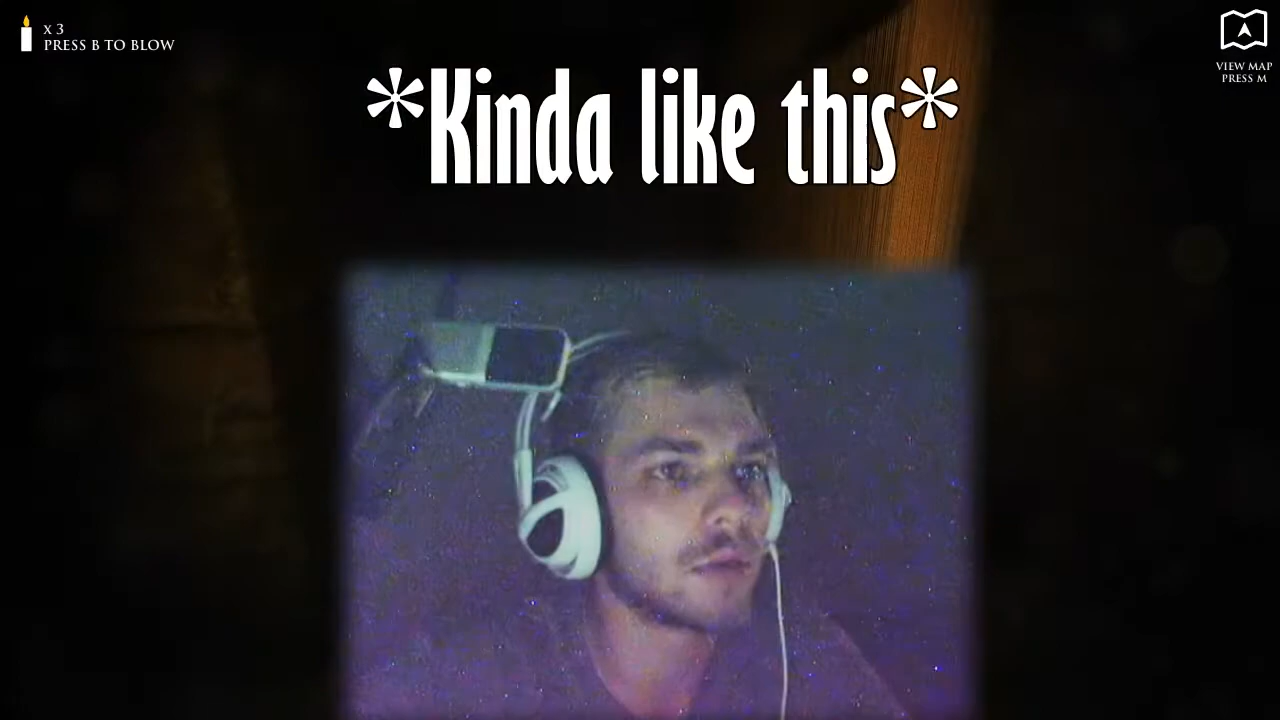 x 3
PRESS B TO BLOW
*Kinda like this*
VIEW MAP
PRESS M